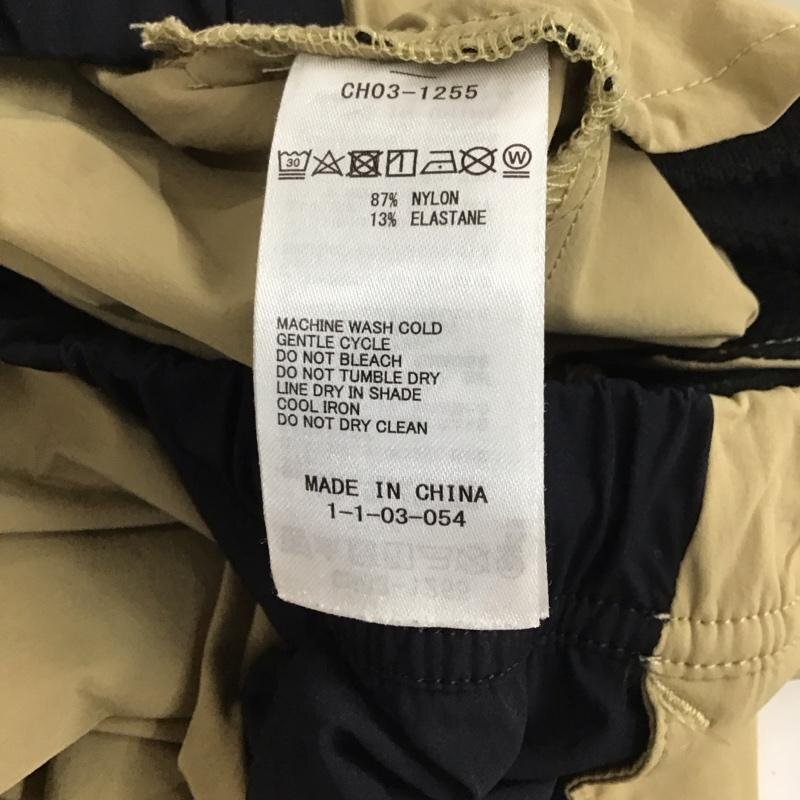 CH03-1255
30 W
87% NYLON
13% ELASTANE
MACHINE WASH COLD
GENTLE CYCLE
DO NOT BLEACH
DO NOT TUMBLE DRY
LINE DRY IN SHADE
COOL IRON
DO NOT DRY CLEAN
MADE IN CHINA
1-1-03-054